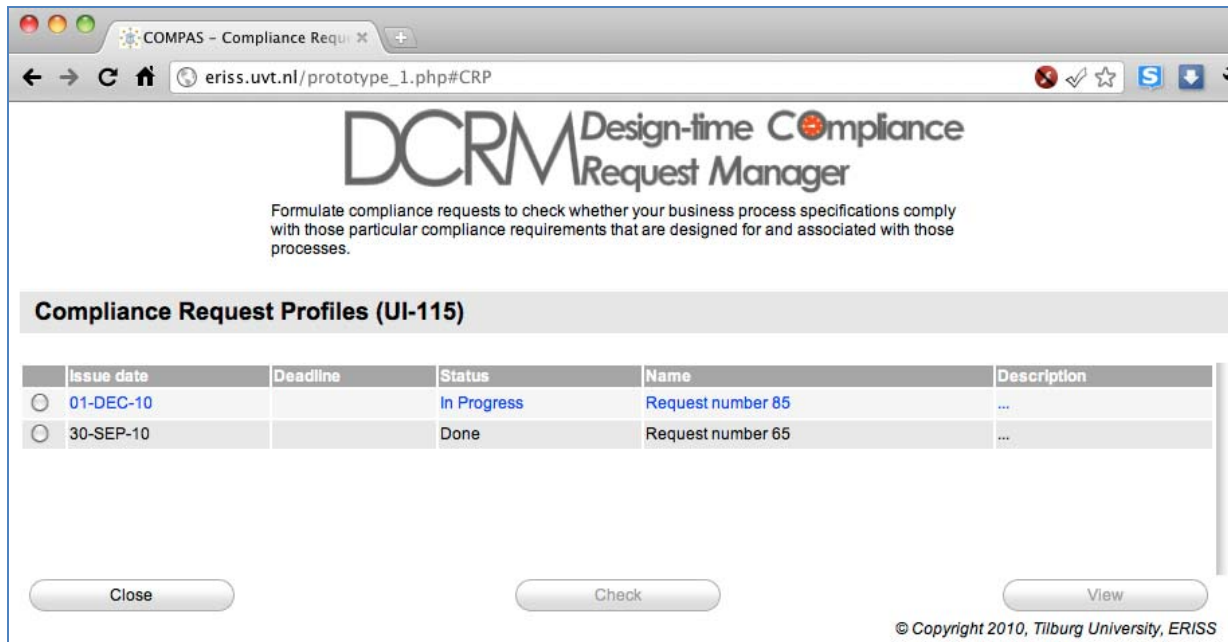 COMPAS – Compliance Requ
eriss.uvt.nl/prototype_1.php#CRP
DCRM Design-time Compliance
Request Manager
Formulate compliance requests to check whether your business process specifications comply
with those particular compliance requirements that are designed for and associated with those
processes.
Compliance Request Profiles (UI-115)
Issue date Deadline Status Name Description
01-DEC-10 In Progress Request number 85 ...
30-SEP-10 Done Request number 65 ...
Close Check View
© Copyright 2010, Tilburg University, ERISS